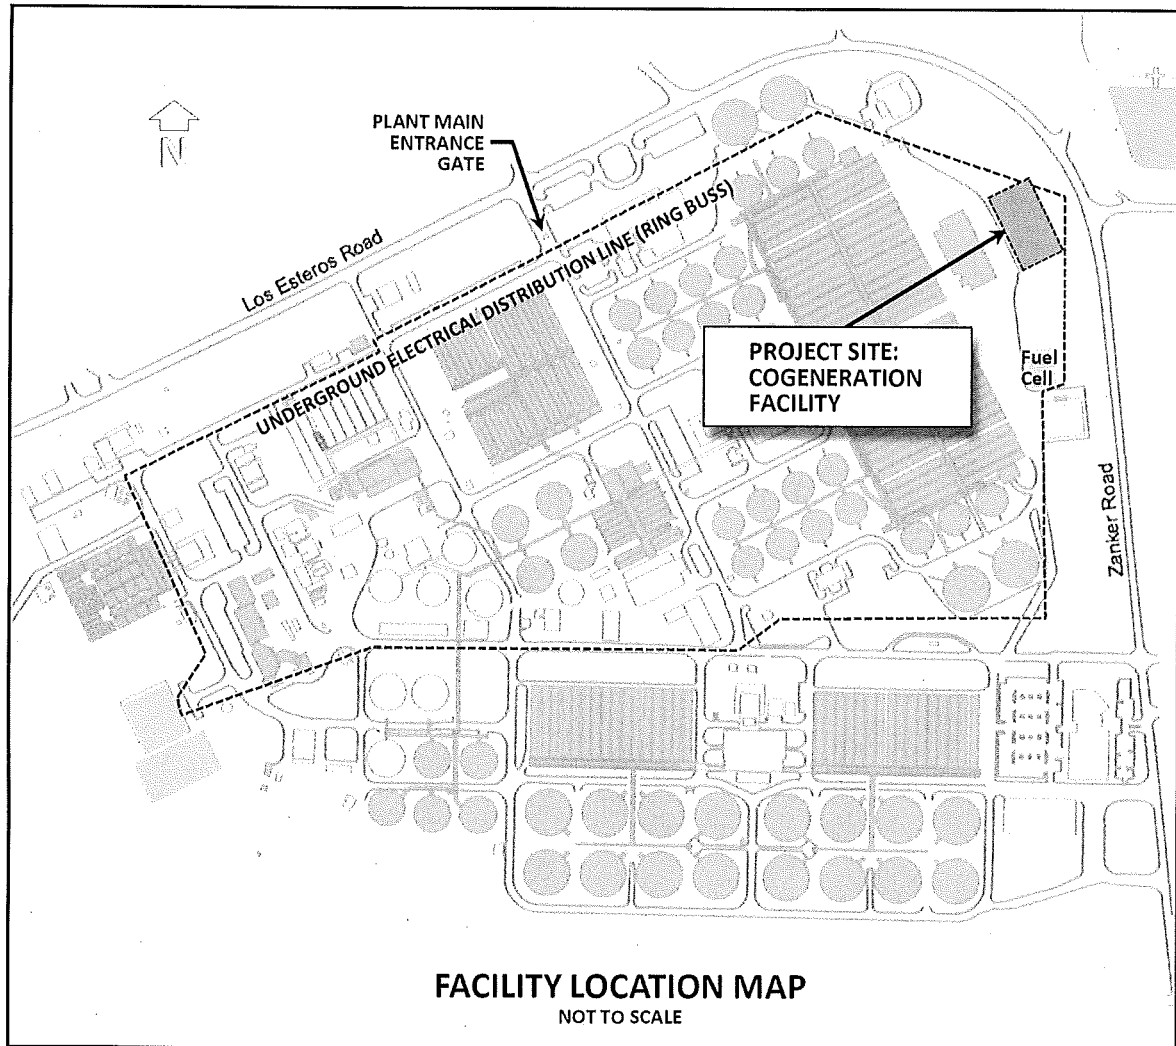 N
PLANT MAIN
ENTRANCE
GATE
Los Esteros Road
UNDERGROUND ELECTRICAL DISTRIBUTION LINE (RING BUSS)
PROJECT SITE:
COGENERATION
FACILITY
Fuel
Cell
Zanker Road
FACILITY LOCATION MAP
NOT TO SCALE